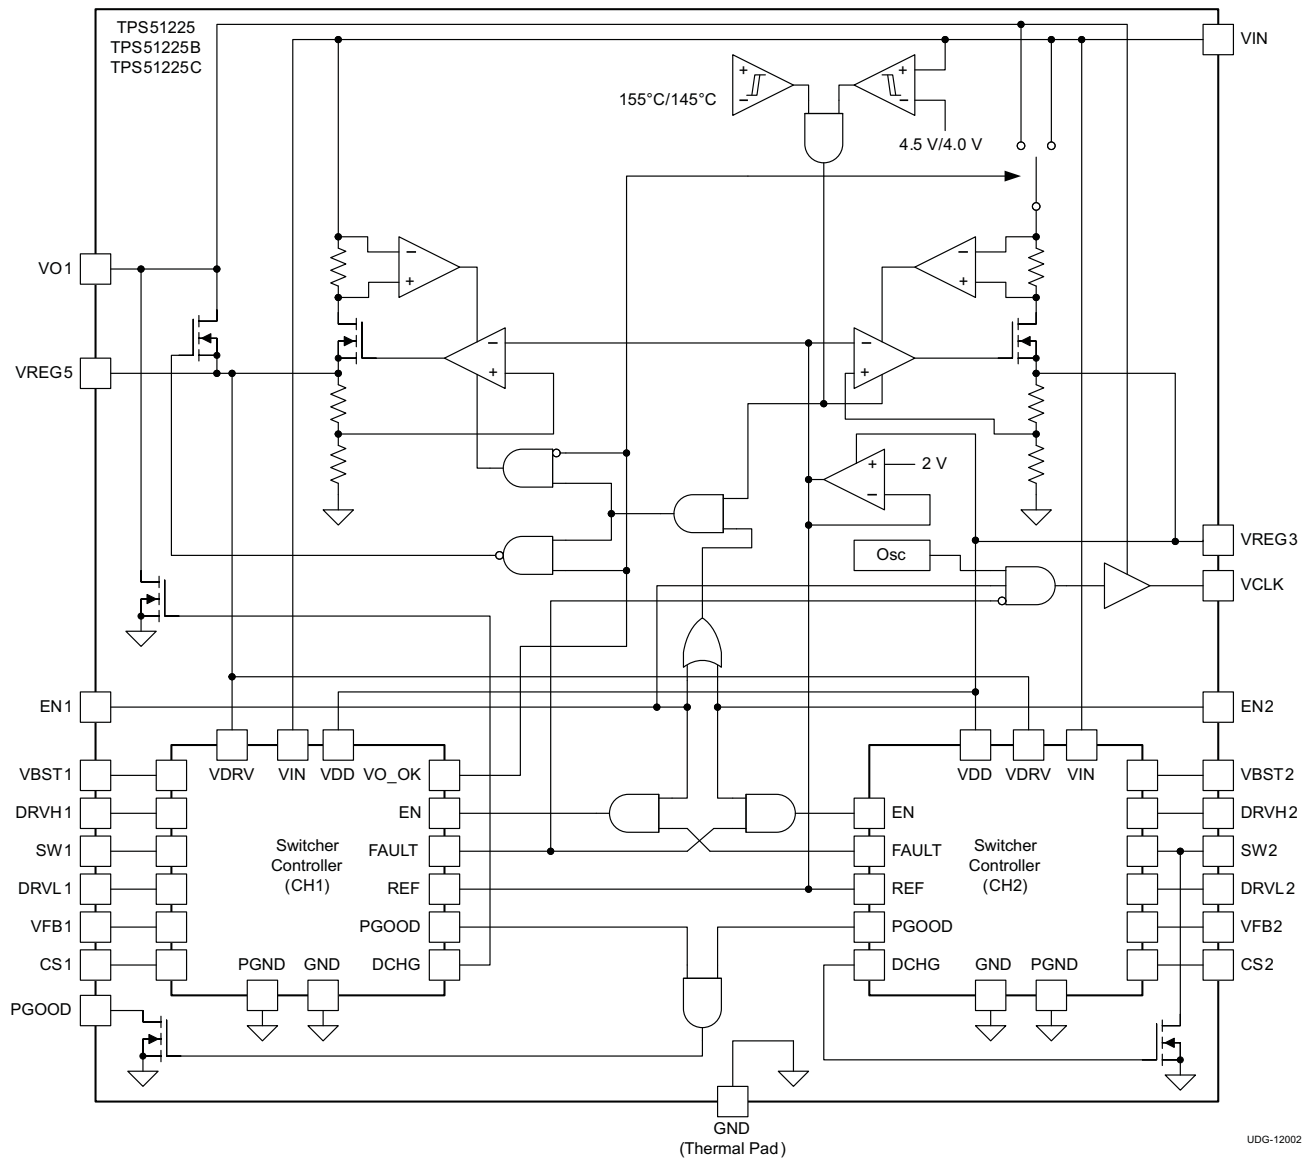 TPS51225
TPS51225B
TPS51225C
VIN
155°C/145°C
+
−
+
−
4.5 V/4.0 V
VO1
−
+
−
+
VREG5
−
+
−
+
+
−
2 V
Osc
VREG3
VCLK
EN1
EN2
VDRV
VIN
VDD
VO_OK
VDD
VDRV
VIN
VBST1
VBST2
DRVH1
EN
EN
DRVH2
SW1
Switcher
Controller
(CH1)
FAULT
FAULT
Switcher
Controller
(CH2)
SW2
DRVL1
REF
REF
DRVL2
VFB1
PGOOD
PGOOD
VFB2
CS1
PGND
GND
DCHG
DCHG
GND
PGND
CS2
PGOOD
GND
(Thermal Pad)
UDG-12002